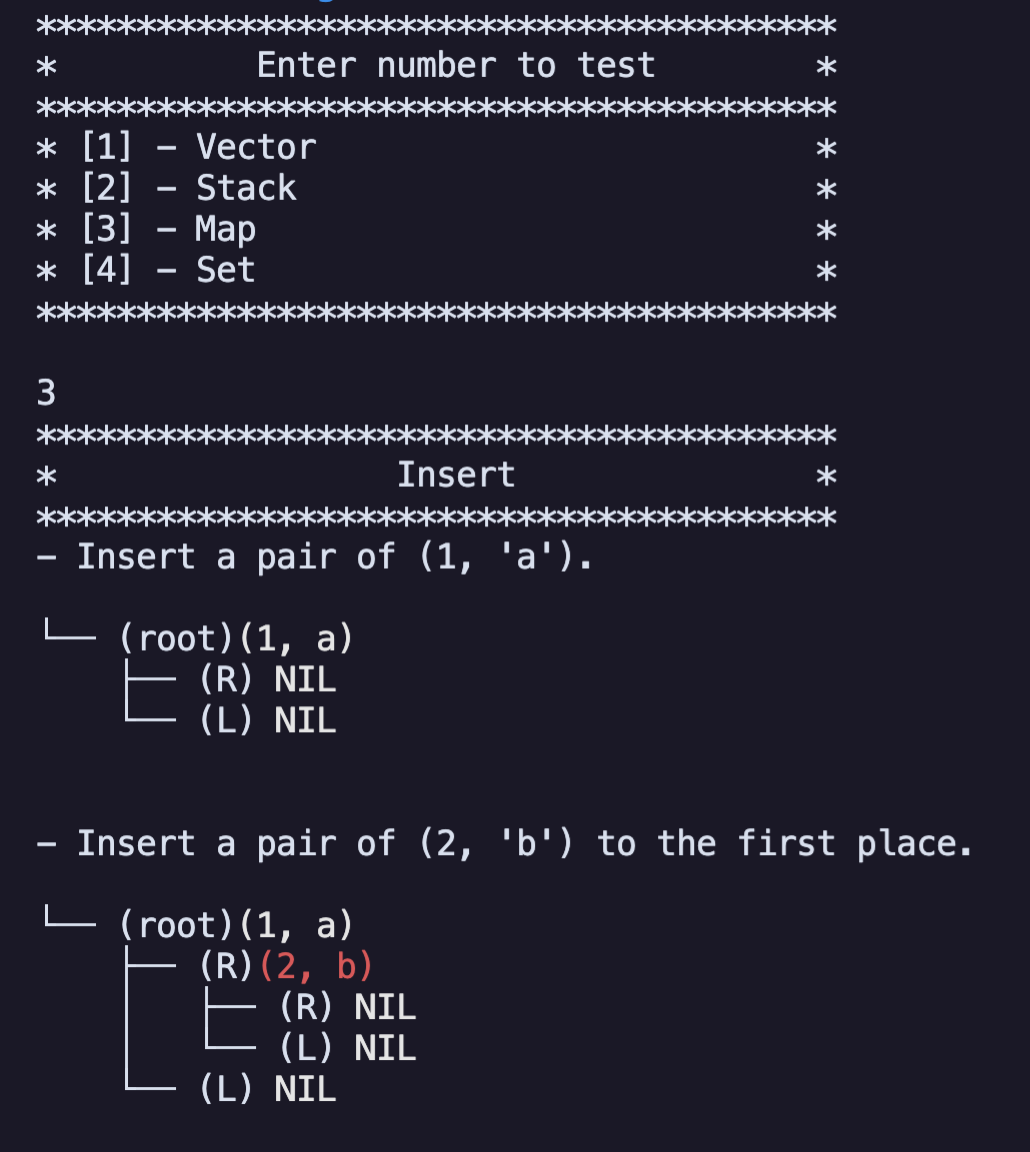 ****************************************
*          Enter number to test        *
****************************************
* [1] - Vector                         *
* [2] - Stack                          *
* [3] - Map                            *
* [4] - Set                            *
****************************************
3
****************************************
*                 Insert               *
****************************************
- Insert a pair of (1, 'a').
└── (root)(1, a)
    ├── (R) NIL
    └── (L) NIL
- Insert a pair of (2, 'b') to the first place.
└── (root)(1, a)
    ├── (R)(2, b)
    │   ├── (R) NIL
    │   └── (L) NIL
    └── (L) NIL